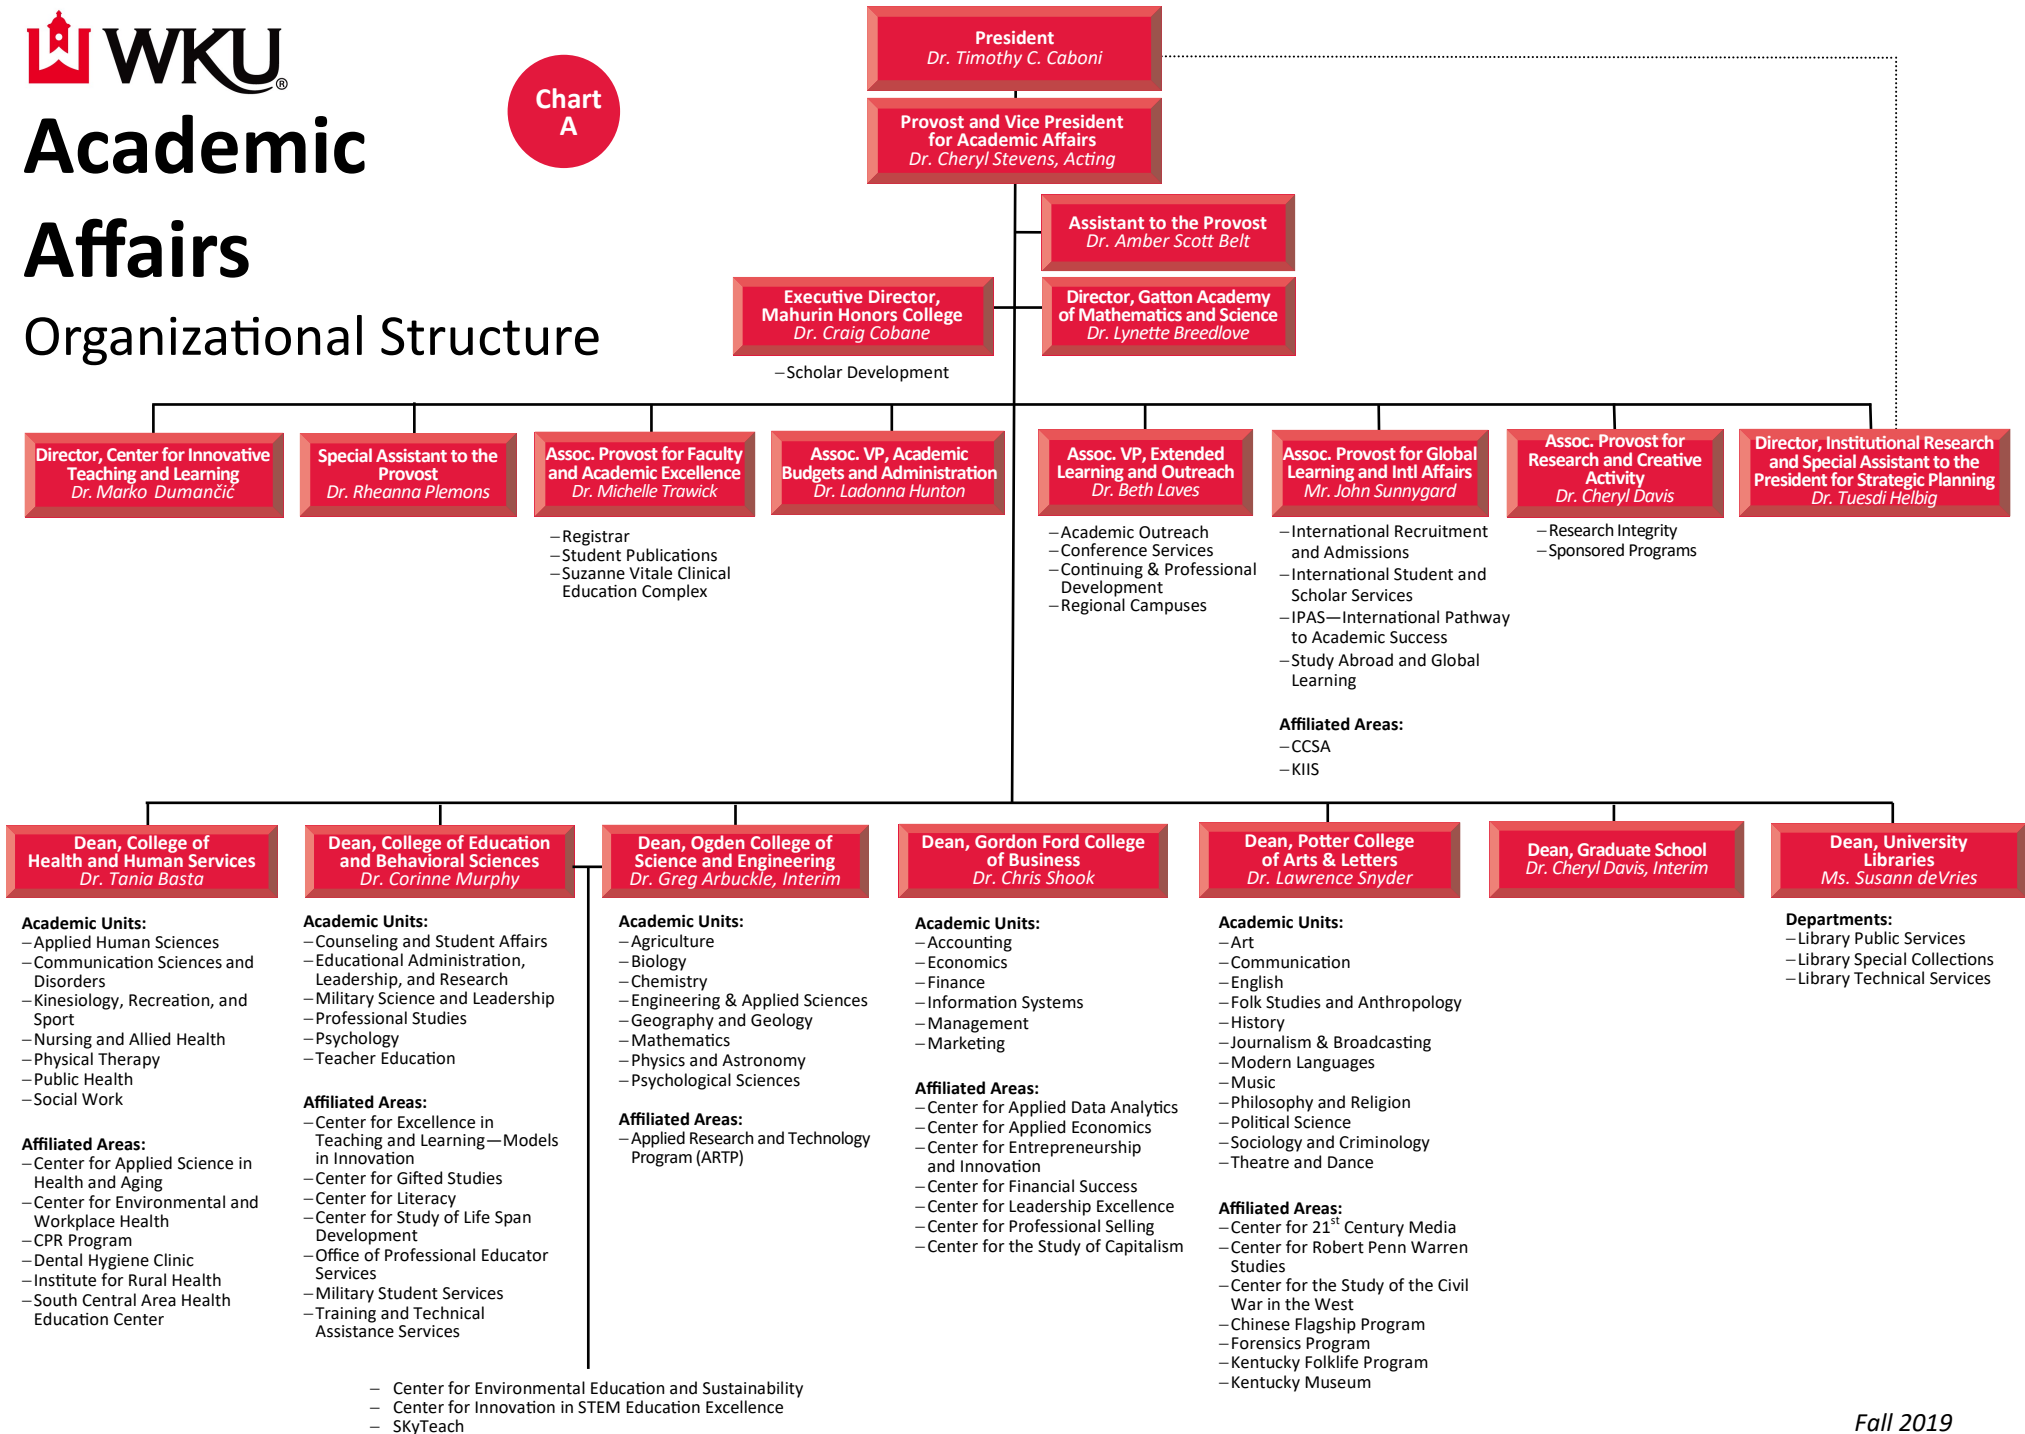 WKU®
Academic
Affairs
Organizational Structure
Chart
A
President
Dr. Timothy C. Caboni
Provost and Vice President
for Academic Affairs
Dr. Cheryl Stevens, Acting
Assistant to the Provost
Dr. Amber Scott Belt
Executive Director,
Mahurin Honors College
Dr. Craig Cobane
–Scholar Development
Director, Gatton Academy
of Mathematics and Science
Dr. Lynette Breedlove
Director, Center for Innovative
Teaching and Learning
Dr. Marko Dumančić
Special Assistant to the
Provost
Dr. Rheanna Plemons
Assoc. Provost for Faculty
and Academic Excellence
Dr. Michelle Trawick
–Registrar
–Student Publications
–Suzanne Vitale Clinical
Education Complex
Assoc. VP, Academic
Budgets and Administration
Dr. Ladonna Hunton
Assoc. VP, Extended
Learning and Outreach
Dr. Beth Laves
–Academic Outreach
–Conference Services
–Continuing & Professional
Development
–Regional Campuses
Assoc. Provost for Global
Learning and Intl Affairs
Mr. John Sunnygard
–International Recruitment
and Admissions
–International Student and
Scholar Services
–IPAS—International Pathway
to Academic Success
–Study Abroad and Global
Learning
Affiliated Areas:
–CCSA
–KIIS
Assoc. Provost for
Research and Creative
Activity
Dr. Cheryl Davis
–Research Integrity
–Sponsored Programs
Director, Institutional Research
and Special Assistant to the
President for Strategic Planning
Dr. Tuesdi Helbig
Dean, College of
Health and Human Services
Dr. Tania Basta
Academic Units:
–Applied Human Sciences
–Communication Sciences and
Disorders
–Kinesiology, Recreation, and
Sport
–Nursing and Allied Health
–Physical Therapy
–Public Health
–Social Work
Affiliated Areas:
–Center for Applied Science in
Health and Aging
–Center for Environmental and
Workplace Health
–CPR Program
–Dental Hygiene Clinic
–Institute for Rural Health
–South Central Area Health
Education Center
Dean, College of Education
and Behavioral Sciences
Dr. Corinne Murphy
Academic Units:
–Counseling and Student Affairs
–Educational Administration,
Leadership, and Research
–Military Science and Leadership
–Professional Studies
–Psychology
–Teacher Education
Affiliated Areas:
–Center for Excellence in
Teaching and Learning—Models
in Innovation
–Center for Gifted Studies
–Center for Literacy
–Center for Study of Life Span
Development
–Office of Professional Educator
Services
–Military Student Services
–Training and Technical
Assistance Services
Dean, Ogden College of
Science and Engineering
Dr. Greg Arbuckle, Interim
Academic Units:
–Agriculture
–Biology
–Chemistry
–Engineering & Applied Sciences
–Geography and Geology
–Mathematics
–Physics and Astronomy
–Psychological Sciences
Affiliated Areas:
–Applied Research and Technology
Program (ARTP)
– Center for Environmental Education and Sustainability
– Center for Innovation in STEM Education Excellence
– SKyTeach
Dean, Gordon Ford College
of Business
Dr. Chris Shook
Academic Units:
–Accounting
–Economics
–Finance
–Information Systems
–Management
–Marketing
Affiliated Areas:
–Center for Applied Data Analytics
–Center for Applied Economics
–Center for Entrepreneurship
and Innovation
–Center for Financial Success
–Center for Leadership Excellence
–Center for Professional Selling
–Center for the Study of Capitalism
Dean, Potter College
of Arts & Letters
Dr. Lawrence Snyder
Academic Units:
–Art
–Communication
–English
–Folk Studies and Anthropology
–History
–Journalism & Broadcasting
–Modern Languages
–Music
–Philosophy and Religion
–Political Science
–Sociology and Criminology
–Theatre and Dance
Affiliated Areas:
–Center for 21st Century Media
–Center for Robert Penn Warren
Studies
–Center for the Study of the Civil
War in the West
–Chinese Flagship Program
–Forensics Program
–Kentucky Folklife Program
–Kentucky Museum
Dean, Graduate School
Dr. Cheryl Davis, Interim
Dean, University
Libraries
Ms. Susann deVries
Departments:
–Library Public Services
–Library Special Collections
–Library Technical Services
Fall 2019